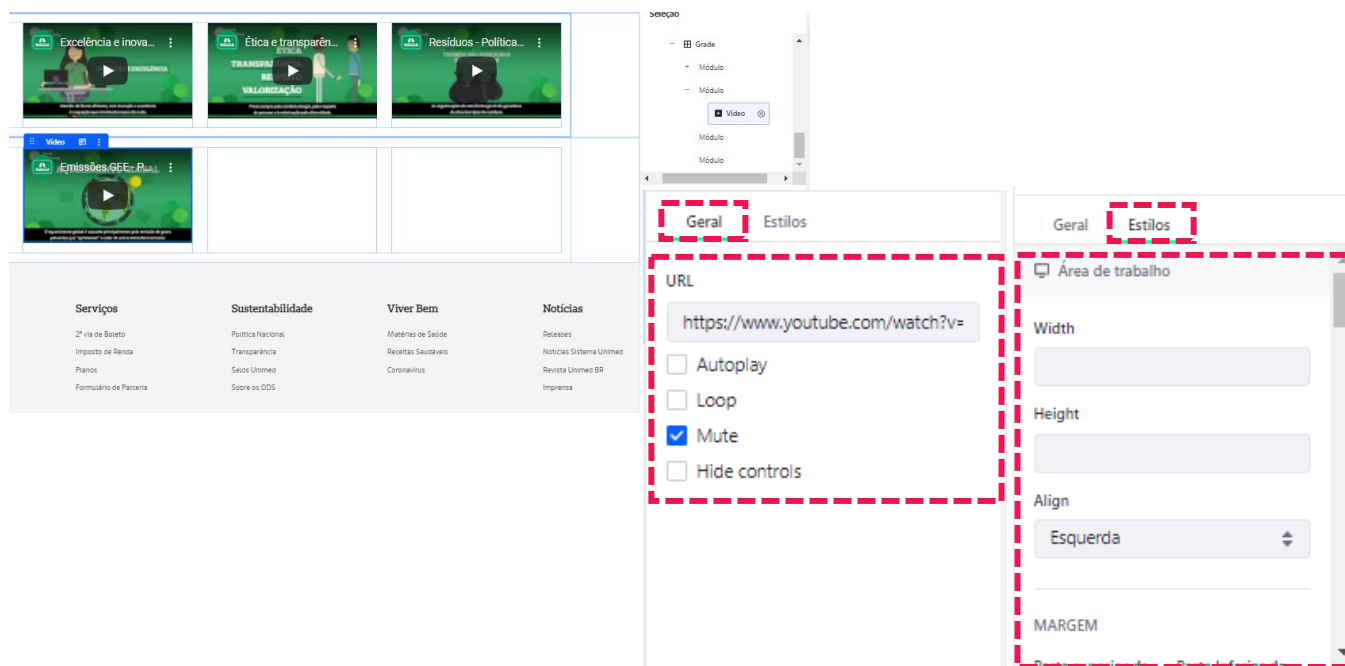 Excelência e inova...
Ética e transparên...
Resíduos - Política...
ÉTICA
TRANSPARÊNCIA
VALORIZAÇÃO
Vídeo
Emissões GEE - P...
Serviços
2ª via de Boleto
Imposto de Renda
Planos
Formulário de Parceria
Sustentabilidade
Política Nacional
Transparência
Selos Unimed
Sobre os ODS
Viver Bem
Matérias de Saúde
Receitas Saudáveis
Coronavírus
Notícias
Releases
Notícias Sistema Unimed
Revista Unimed BR
Imprensa
Seleção
Grade
Módulo
Módulo
Vídeo
Módulo
Módulo
Geral Estilos
URL
https://www.youtube.com/watch?v=
Autoplay
Loop
Mute
Hide controls
Geral Estilos
Área de trabalho
Width
Height
Align
Esquerda
MARGEM